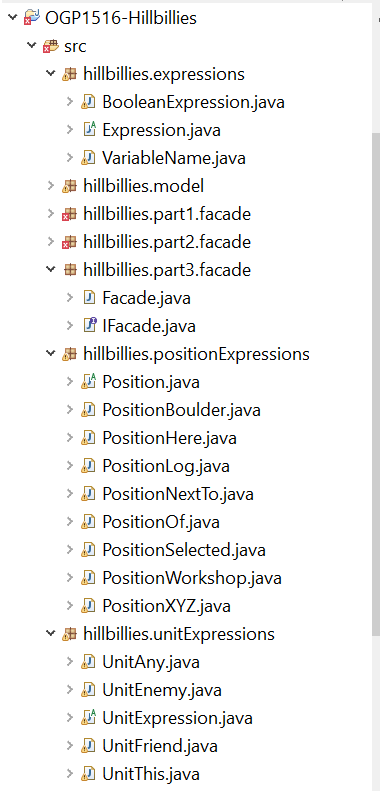 OGP1516-Hillbillies
src
hillbillies.expressions
BooleanExpression.java
Expression.java
VariableName.java
hillbillies.model
hillbillies.part1.facade
hillbillies.part2.facade
hillbillies.part3.facade
Facade.java
IFacade.java
hillbillies.positionExpressions
Position.java
PositionBoulder.java
PositionHere.java
PositionLog.java
PositionNextTo.java
PositionOf.java
PositionSelected.java
PositionWorkshop.java
PositionXYZ.java
hillbillies.unitExpressions
UnitAny.java
UnitEnemy.java
UnitExpression.java
UnitFriend.java
UnitThis.java